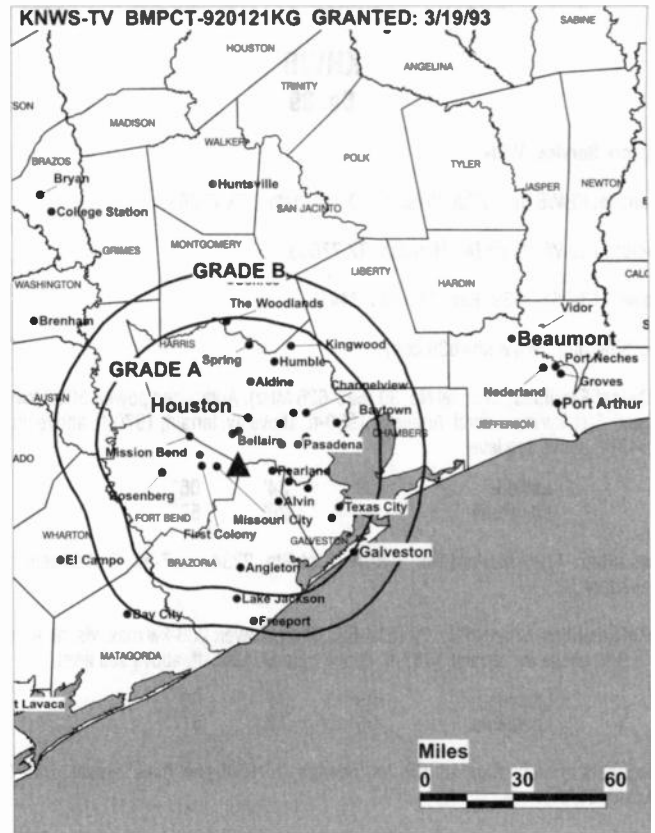 KNWS-TV BMPCT-920121KG GRANTED: 3/19/93
SABINE
HOUSTON
ANGELINA
TRINITY
MADISON
WALKER
BRAZOS
POLK
TYLER
JASPER
NEWTON
Bryan
Huntsville
College Station
SAN JACINTO
GRIMES
MONTGOMERY
GRADE B
LIBERTY
HARDIN
WASHINGTON
The Woodlands
Vidor
Brenham
HARRIS
Spring
Kingwood
Beaumont
GRADE A
Humble
Port Neches
Aldine
Channelview
Nederland
Groves
AUSTIN
Houston
Baytown
Port Arthur
Bellaire
Pasadena
CHAMBERS
JEFFERSON
Mission Bend
Pearland
Rosenberg
Alvin
FORT BEND
Missouri City
Texas City
WHARTON
First Colony
GALVESTON
El Campo
BRAZORIA
Galveston
Angleton
Lake Jackson
Bay City
Freeport
MATAGORDA
t Lavaca
Miles
0 30 60